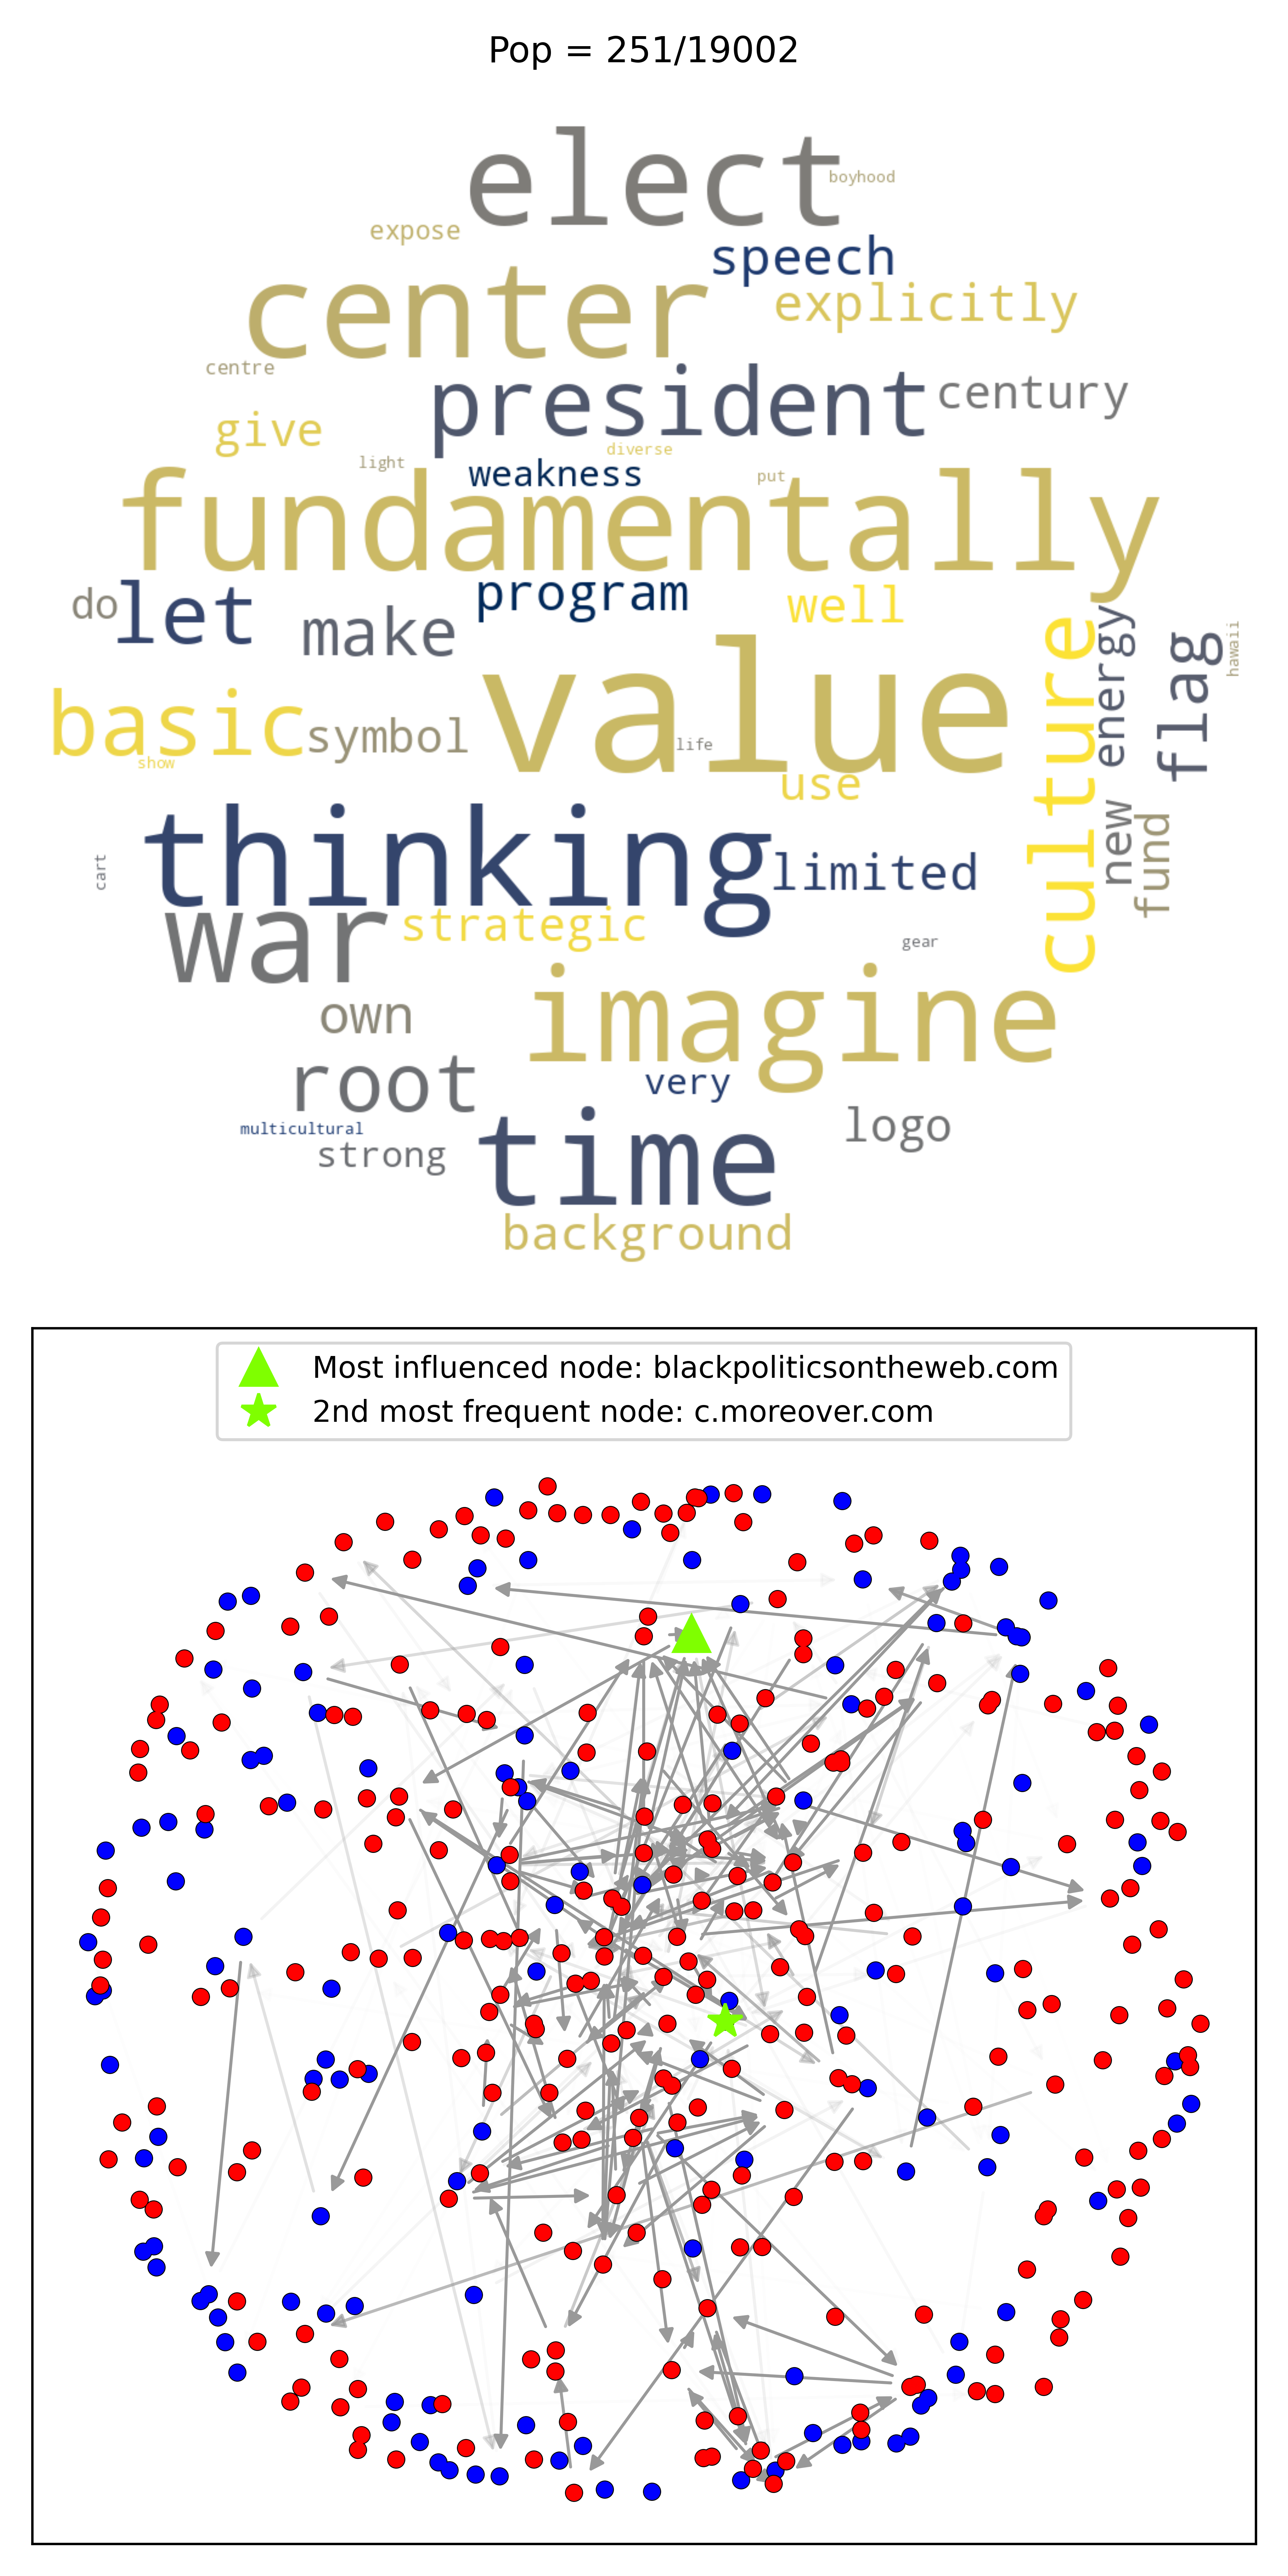 Pop = 251/19002
elect
boyhood
expose
speech
center
explicitly
centre
president
century
give
diverse
light
weakness
put
fundamentally
do
let
program
well
make
culture
energy
flag
hawaii
value
basic
symbol
life
show
use
thinking
limited
new
fund
cart
war
strategic
gear
imagine
own
root
very
multicultural
strong
time
logo
background
Most influenced node: blackpoliticsontheweb.com
2nd most frequent node: c.moreover.com